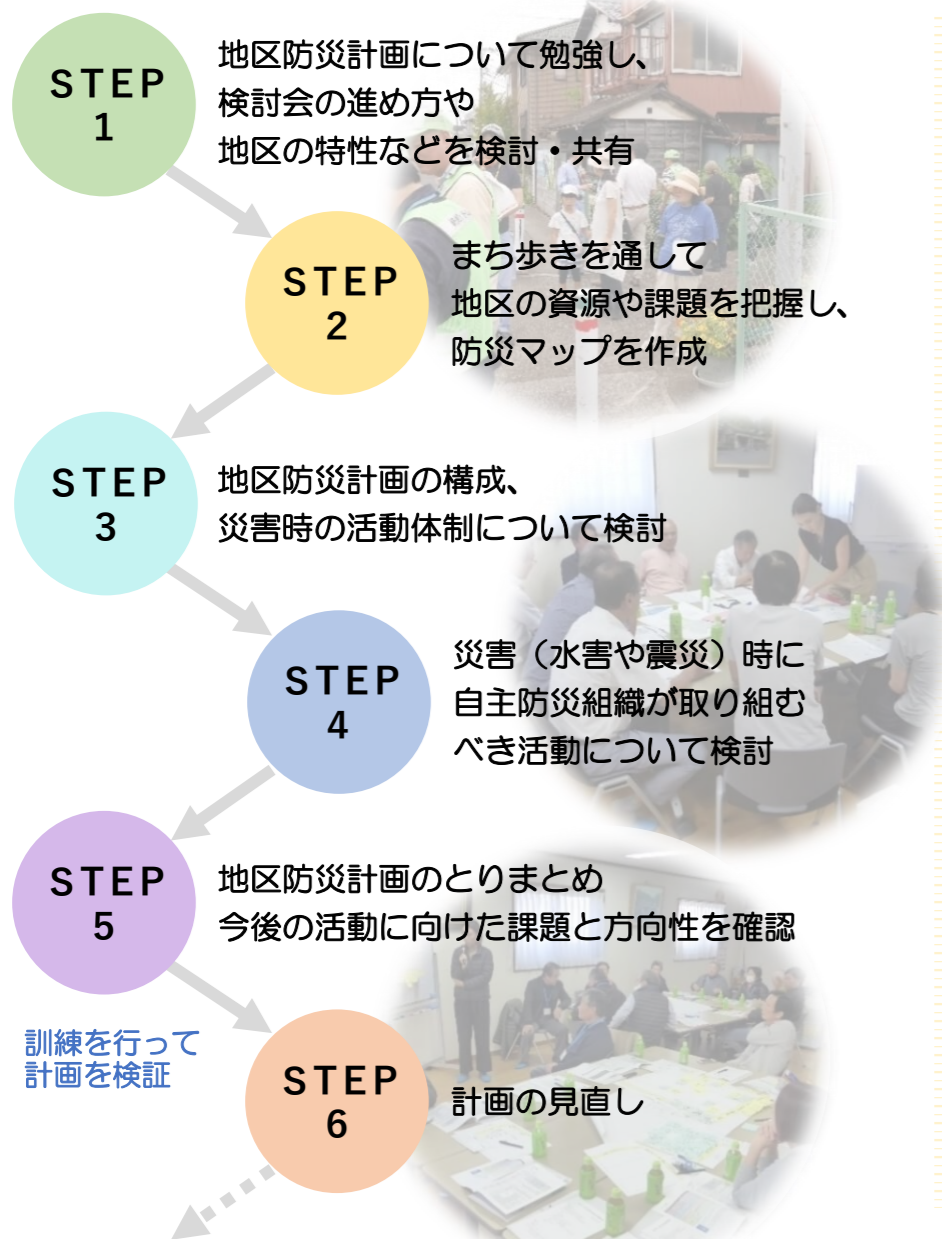 STEP
1
地区防災計画について勉強し、
検討会の進め方や
地区の特性などを検討・共有
STEP
2
まち歩きを通して
地区の資源や課題を把握し、
防災マップを作成
STEP
3
地区防災計画の構成、
災害時の活動体制について検討
STEP
4
災害（水害や震災）時に
自主防災組織が取り組む
べき活動について検討
STEP
5
地区防災計画のとりまとめ
今後の活動に向けた課題と方向性を確認
訓練を行って
計画を検証
STEP
6
計画の見直し